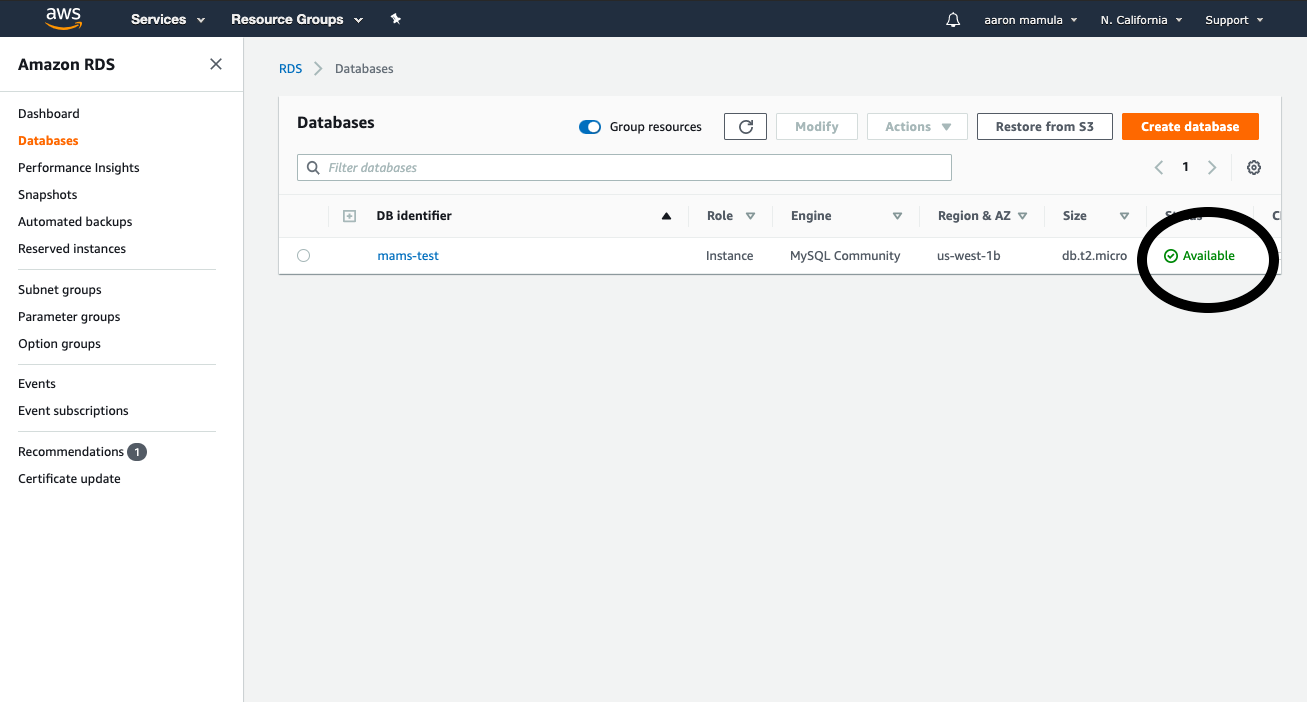 aws Services Resource Groups aaron mamula N. California Support
Amazon RDS
Dashboard
Databases
Performance Insights
Snapshots
Automated backups
Reserved instances
Subnet groups
Parameter groups
Option groups
Events
Event subscriptions
Recommendations 1
Certificate update
RDS Databases
Databases Group resources Modify Actions Restore from S3 Create database
Filter databases 1
DB identifier Role Engine Region & AZ Size
mams-test Instance MySQL Community us-west-1b db.t2.micro Available